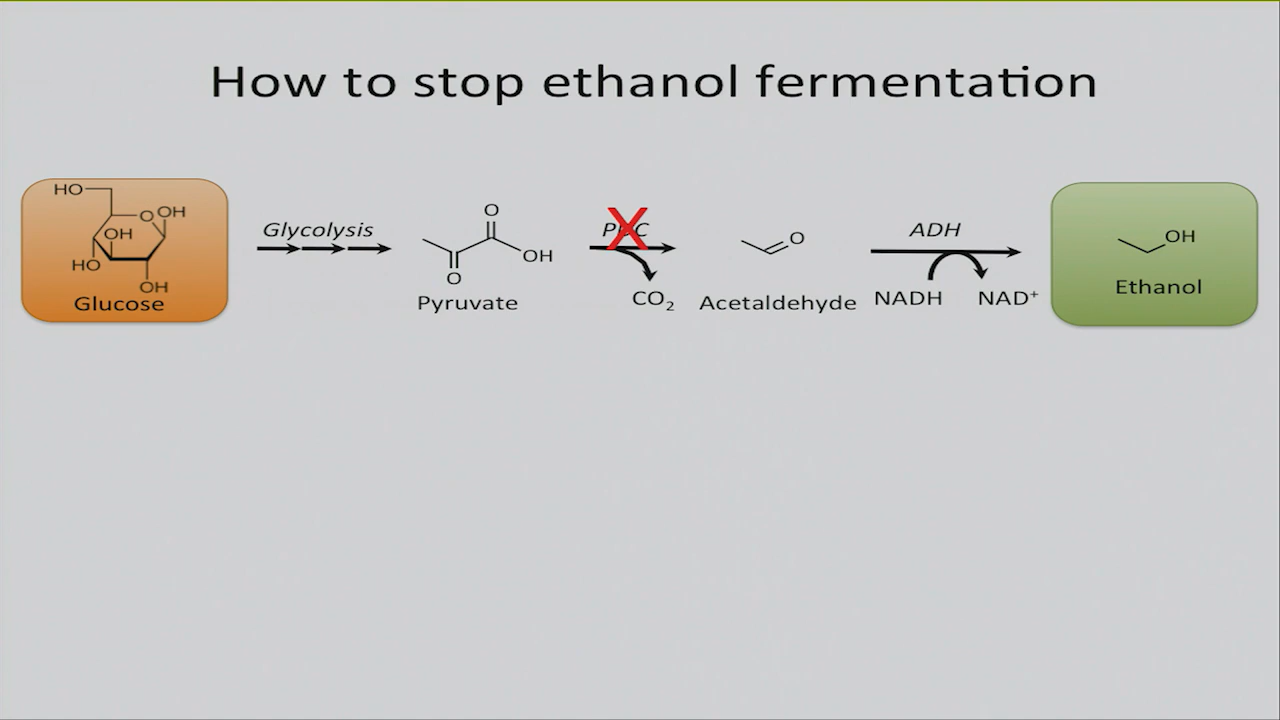 How to stop ethanol fermentation
HO
O
OH
OH
HO
OH
Glucose
Glycolysis
O
OH
O
Pyruvate
PDC
X
CO₂
O
Acetaldehyde
ADH
NADH
NAD⁺
OH
Ethanol